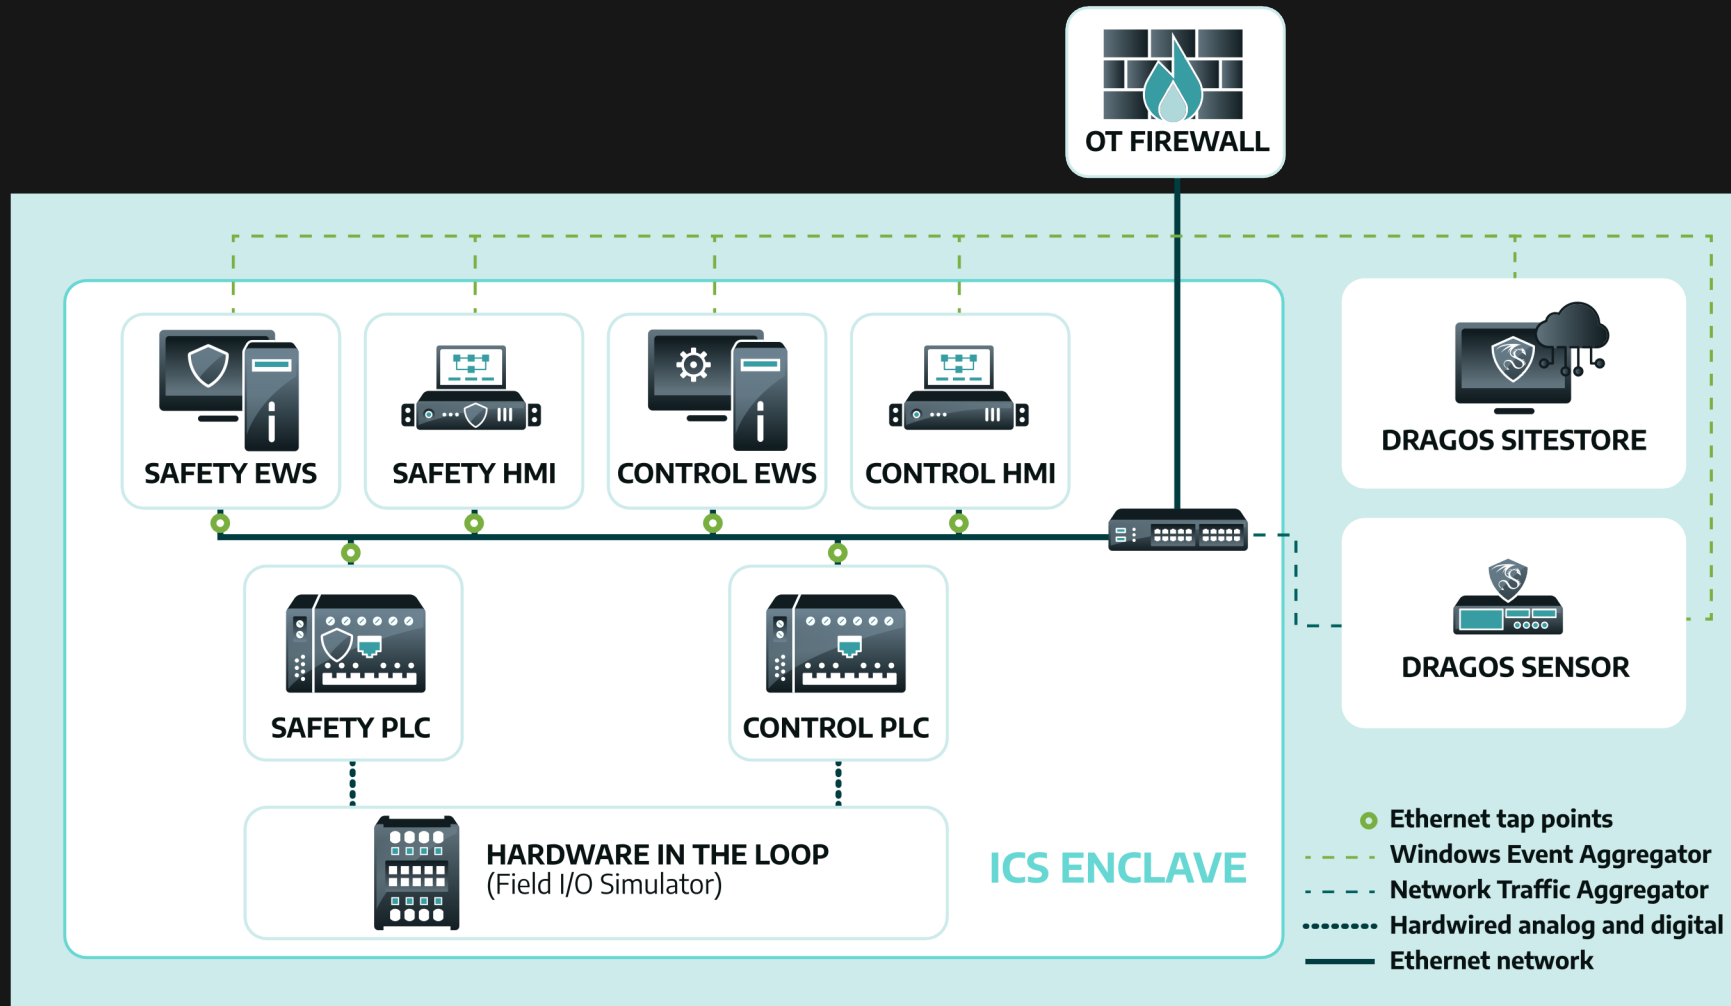 OT FIREWALL
SAFETY EWS
SAFETY HMI
CONTROL EWS
CONTROL HMI
DRAGOS SITESTORE
DRAGOS SENSOR
SAFETY PLC
CONTROL PLC
HARDWARE IN THE LOOP
(Field I/O Simulator)
ICS ENCLAVE
Ethernet tap points
Windows Event Aggregator
Network Traffic Aggregator
Hardwired analog and digital
Ethernet network